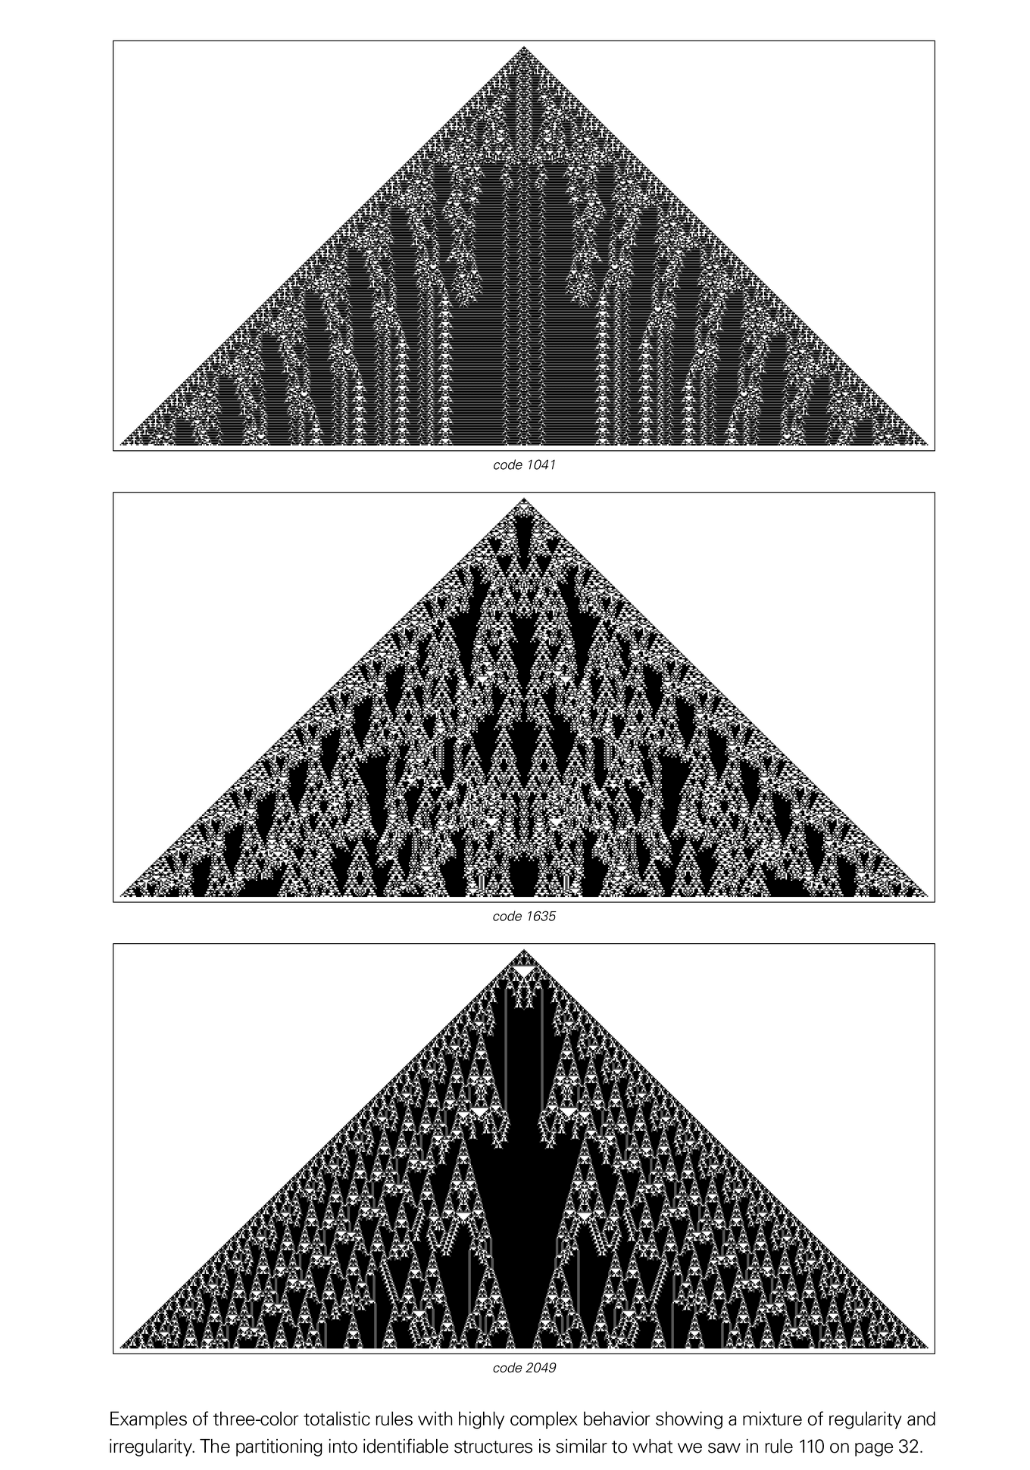 code 1041
code 1635
code 2049
Examples of three-color totalistic rules with highly complex behavior showing a mixture of regularity and
irregularity. The partitioning into identifiable structures is similar to what we saw in rule 110 on page 32.